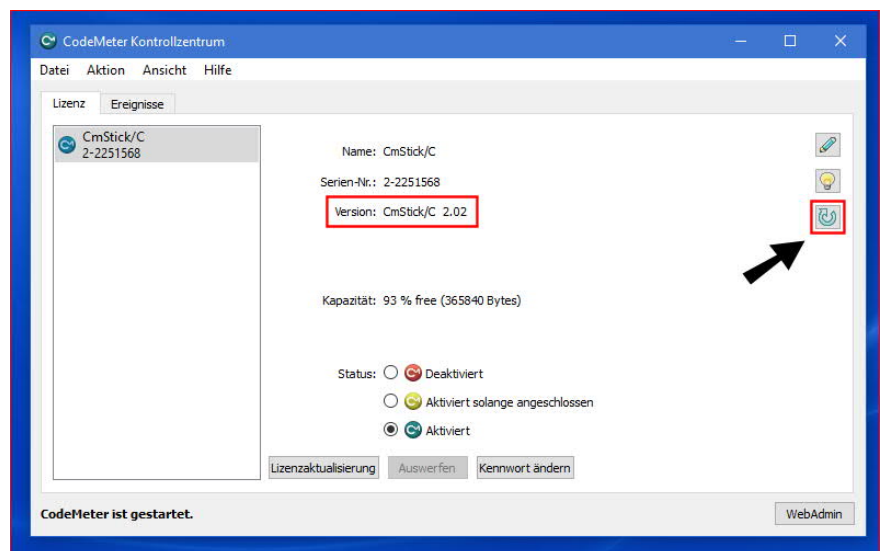 CodeMeter Kontrollzentrum
Datei Aktion Ansicht Hilfe
Lizenz Ereignisse
CmStick/C
2-2251568
Name: CmStick/C
Serien-Nr.: 2-2251568
Version: CmStick/C 2.02
Kapazität: 93 % free (365840 Bytes)
Status: Deaktiviert
Aktiviert solange angeschlossen
Aktiviert
Lizenzaktualisierung Auswerfen Kennwort ändern
CodeMeter ist gestartet. WebAdmin